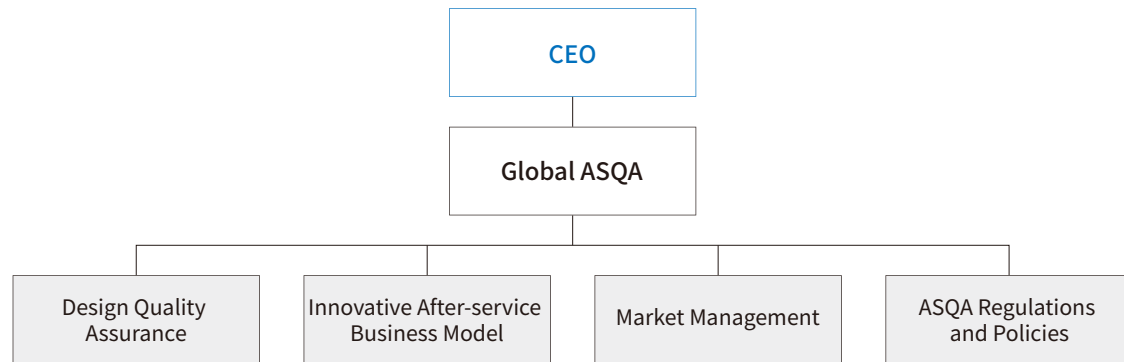 CEO
Global ASQA
Design Quality
Assurance
Innovative After-service
Business Model
Market Management
ASQA Regulations
and Policies